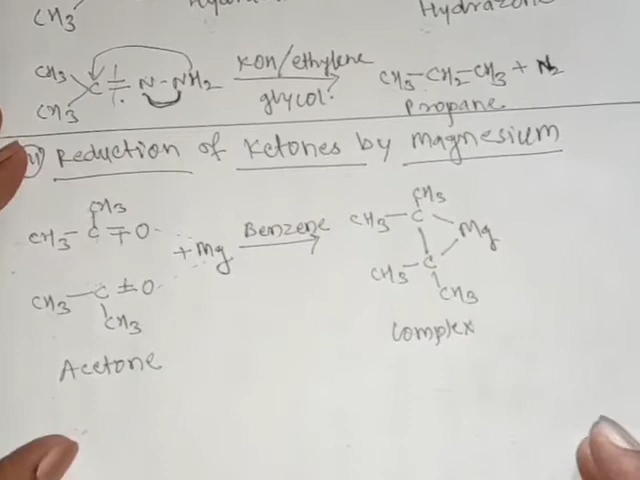 CH3
Hydrazone
CH3 C = N - NH2 KOH/ethylene CH3-CH2-CH3 + N2
CH3 glycol? Propane
Reduction of Ketones by Magnesium
CH3 CH3
CH3- C = O + Mg Benzene CH3- C Mg
CH3- C = O CH3- C
CH3 CH3
Acetone Complex